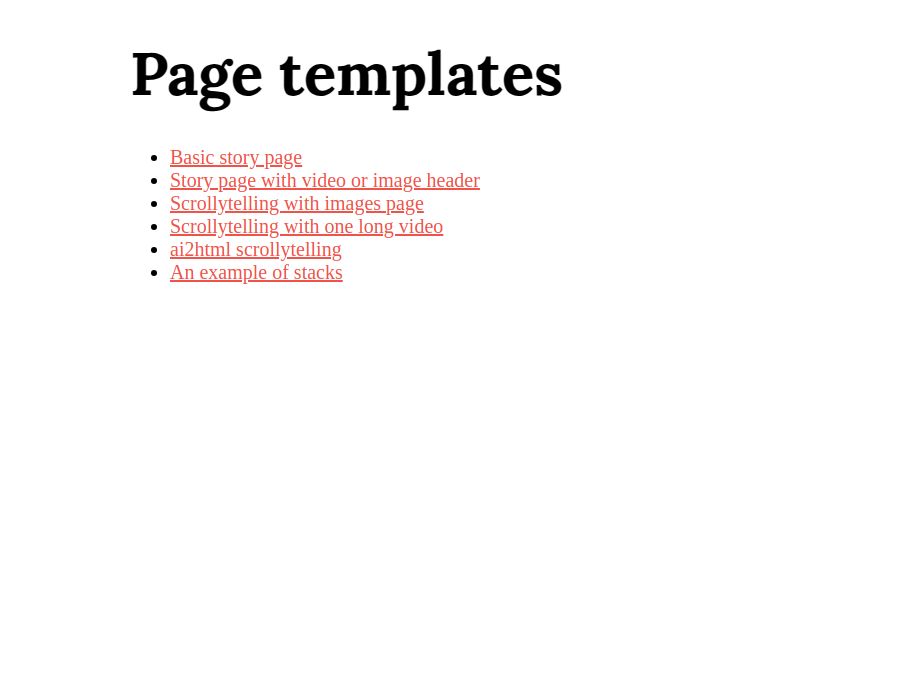 Page templates
Basic story page
Story page with video or image header
Scrollytelling with images page
Scrollytelling with one long video
ai2html scrollytelling
An example of stacks